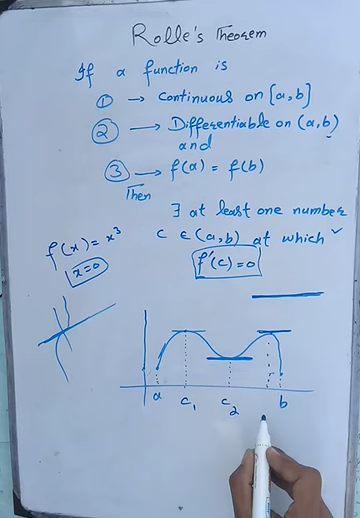 Rolle's Theorem
If a function is
① → Continuous on [a,b]
② → Differentiable on (a,b)
and
③ → f(a) = f(b)
Then
∃ at least one number
c ∈ (a,b) at which ✓
f'(c) = 0
f(x) = x³
x=0
a c₁ c₂ b